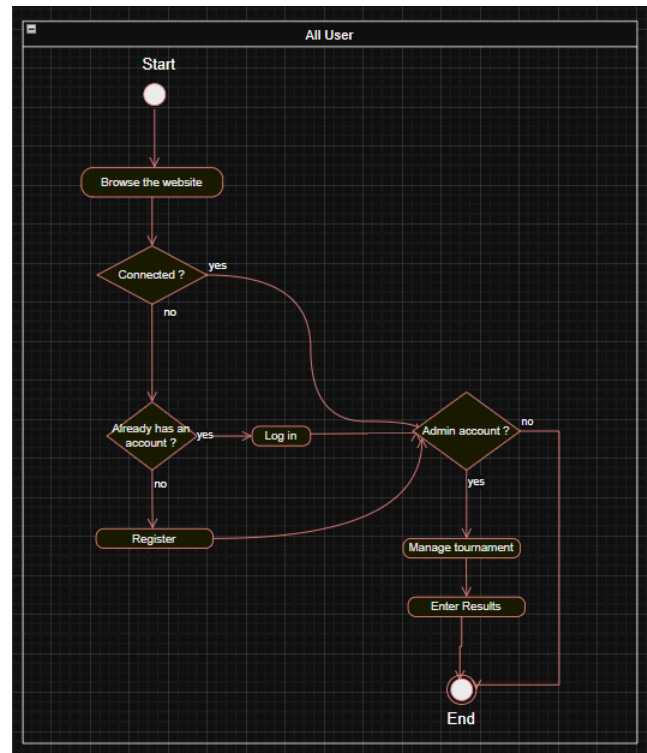 All User
Start
Browse the website
Connected ?
yes
no
Already has an
account ?
yes
Log in
Admin account ?
no
no
yes
Register
Manage tournament
Enter Results
End